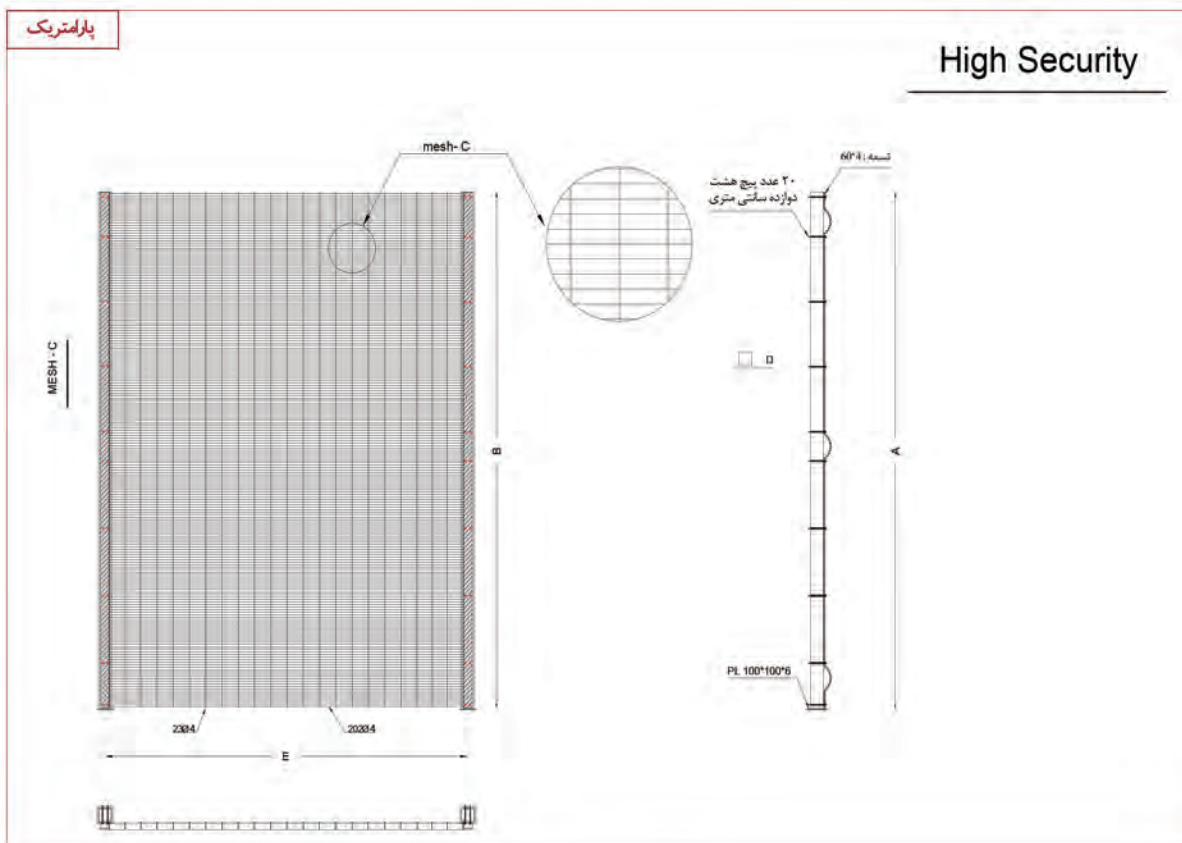 پارامتریک
High Security
mesh- C
تسمه : 4*60
۲۰ عدد پیچ هشت
دوازده سانتی متری
MESH - C
D
B
A
PL 100*100*6
23Ø4
202Ø4
E